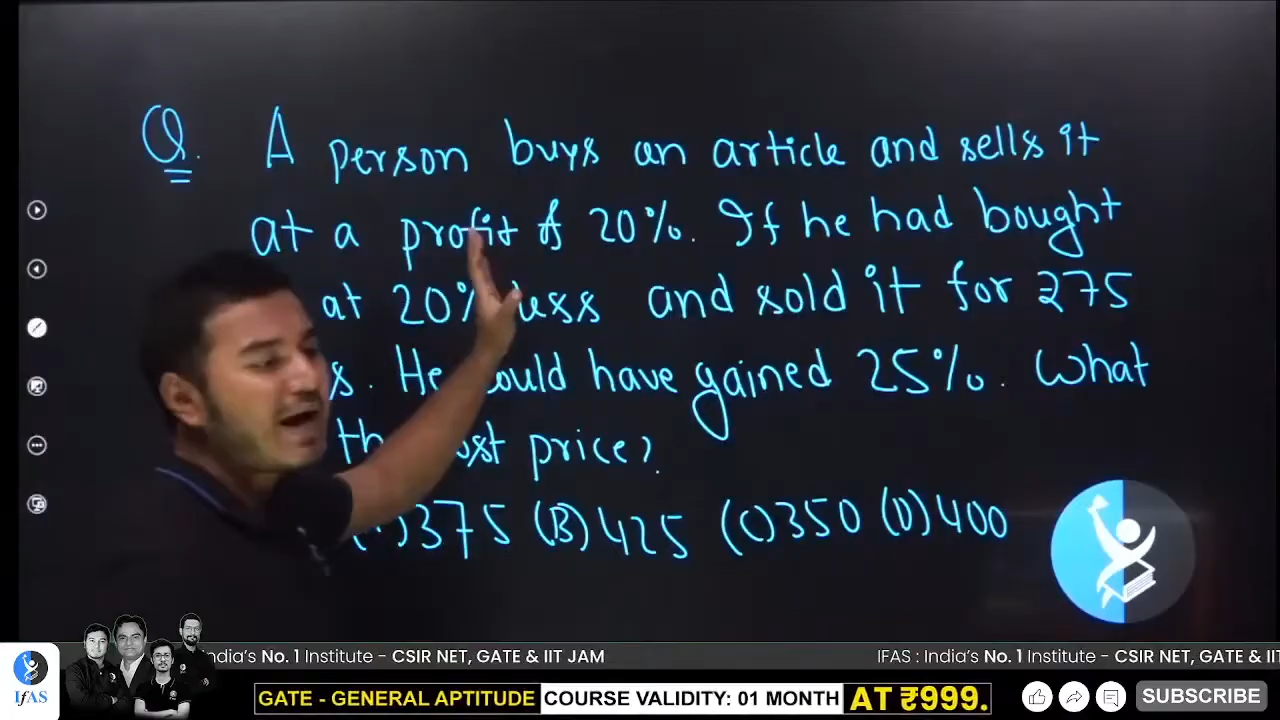 Q. A person buys an article and sells it
at a profit of 20%. If he had bought
at 20% less and sold it for ₹75
s. He would have gained 25%. What
th cost price?
( )375 (B)425 (C)350 (D)400
India's No. 1 Institute - CSIR NET, GATE & IIT JAM
IFAS : India's No. 1 Institute - CSIR NET, GATE & IIT
IFAS
GATE - GENERAL APTITUDE COURSE VALIDITY: 01 MONTH AT ₹999.
SUBSCRIBE